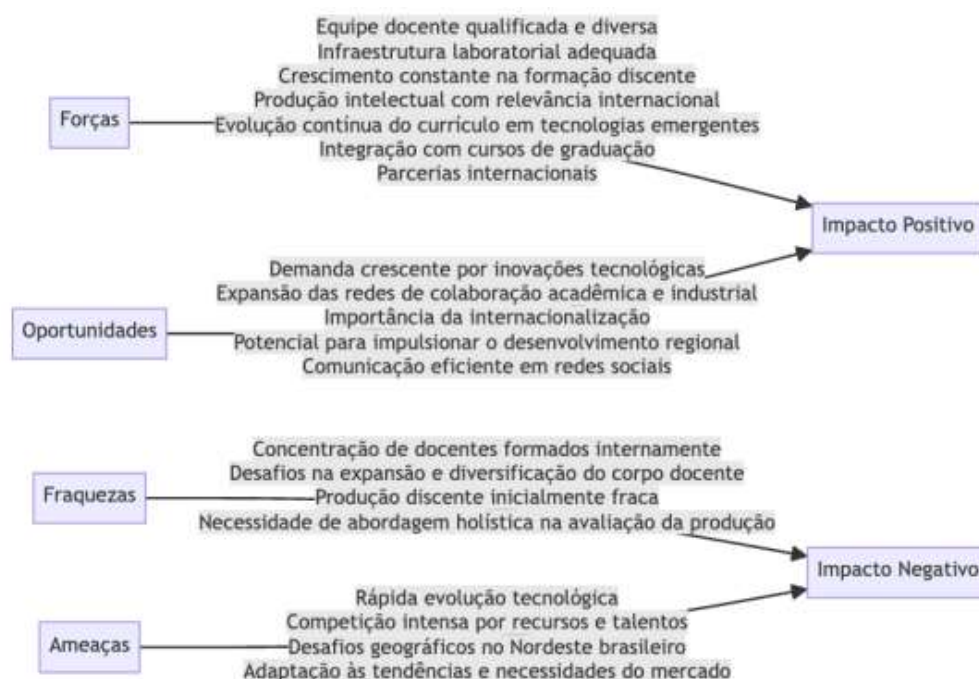 Equipe docente qualificada e diversa
Infraestrutura laboratorial adequada
Crescimento constante na formação discente
Produção intelectual com relevância internacional
Forças
Evolução contínua do currículo em tecnologias emergentes
Integração com cursos de graduação
Parcerias internacionais
Impacto Positivo
Demanda crescente por inovações tecnológicas
Expansão das redes de colaboração acadêmica e industrial
Importância da internacionalização
Oportunidades
Potencial para impulsionar o desenvolvimento regional
Comunicação eficiente em redes sociais
Concentração de docentes formados internamente
Desafios na expansão e diversificação do corpo docente
Fraquezas
Produção discente inicialmente fraca
Necessidade de abordagem holística na avaliação da produção
Impacto Negativo
Rápida evolução tecnológica
Competição intensa por recursos e talentos
Ameaças
Desafios geográficos no Nordeste brasileiro
Adaptação às tendências e necessidades do mercado